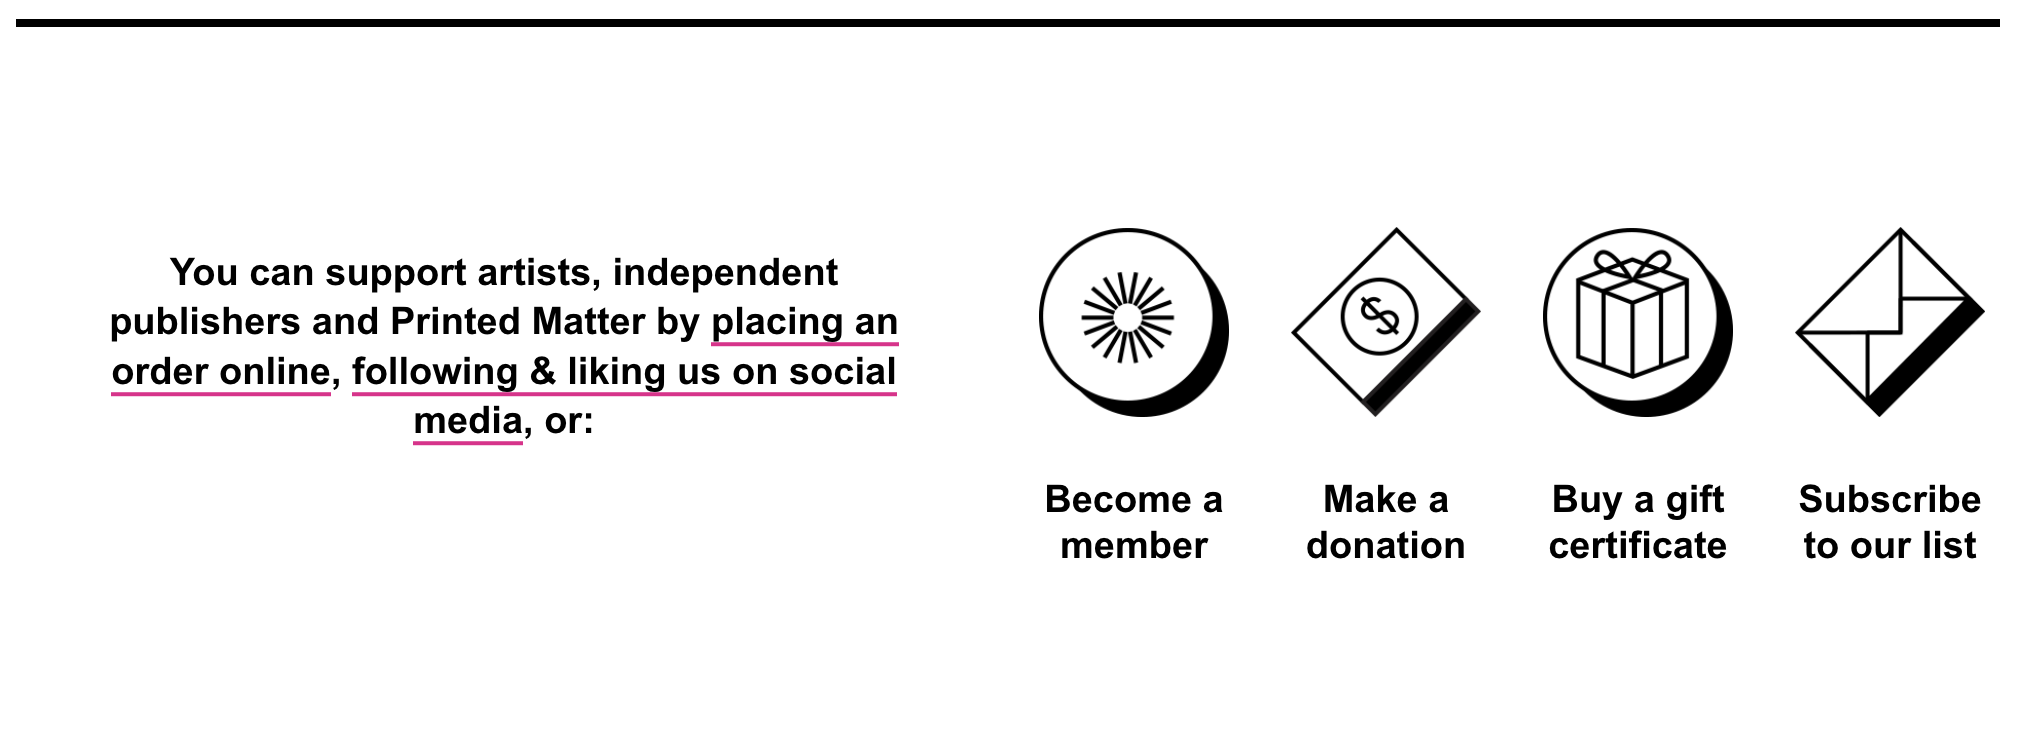 You can support artists, independent
publishers and Printed Matter by placing an
order online, following & liking us on social
media, or:
$
Become a
member
Make a
donation
Buy a gift
certificate
Subscribe
to our list